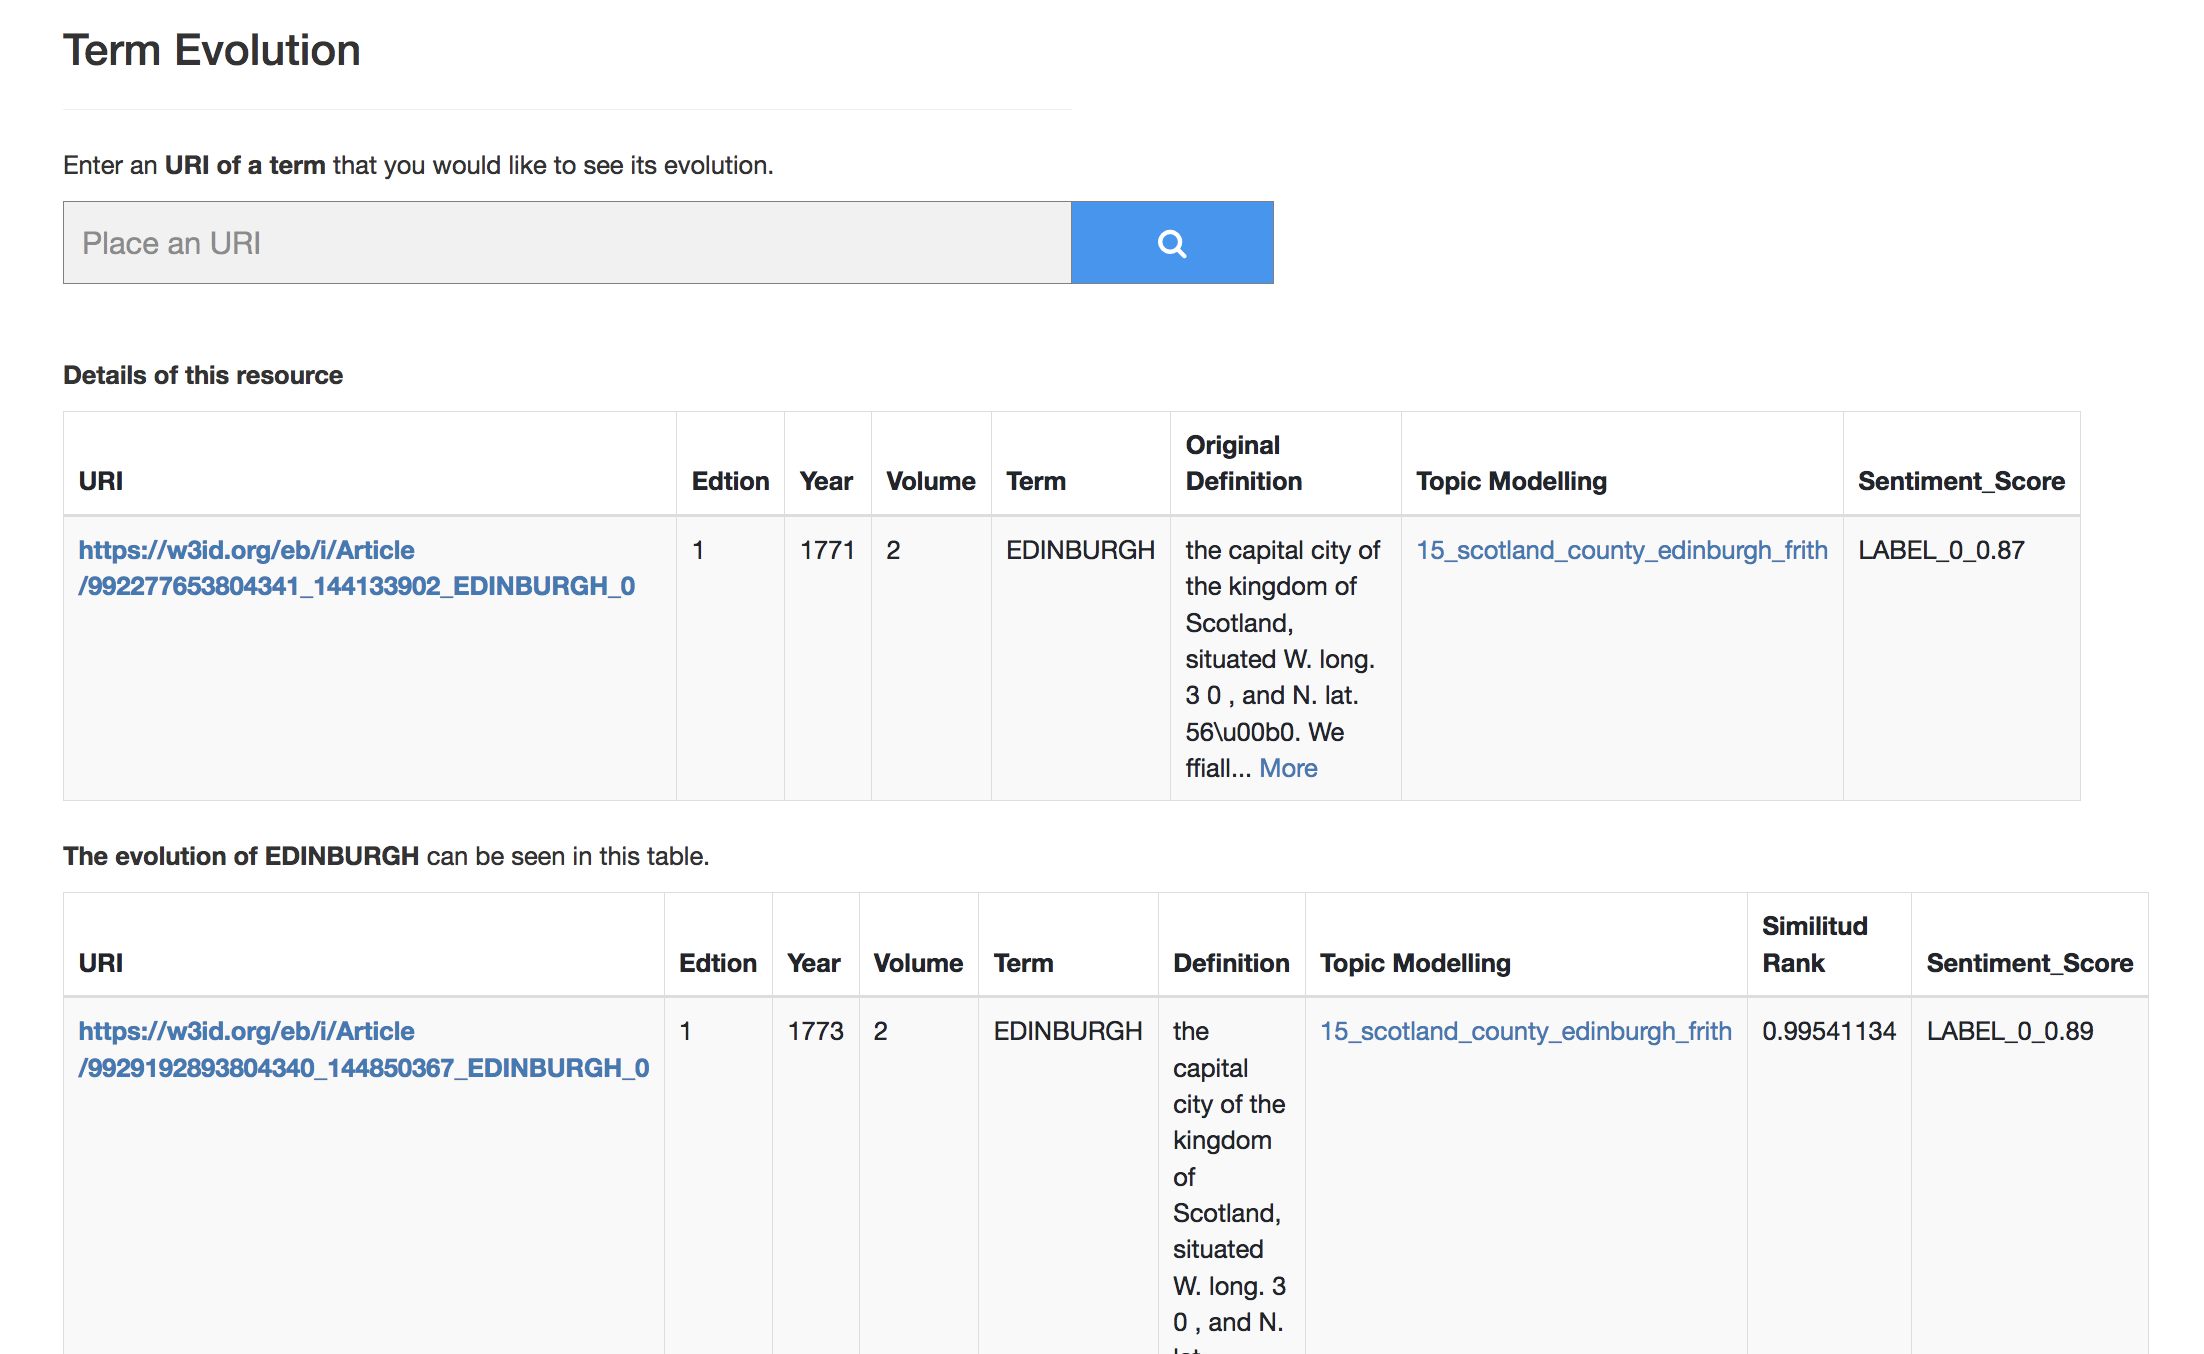 Term Evolution
Enter an URI of a term that you would like to see its evolution.
Place an URI
Details of this resource
URI Edtion Year Volume Term Original Definition Topic Modelling Sentiment_Score
https://w3id.org/eb/i/Article
/992277653804341_144133902_EDINBURGH_0
1 1771 2 EDINBURGH
the capital city of
the kingdom of
Scotland,
situated W. long.
3 0 , and N. lat.
56\u00b0. We
ffiall... More
15_scotland_county_edinburgh_frith LABEL_0_0.87
The evolution of EDINBURGH can be seen in this table.
URI Edtion Year Volume Term Definition Topic Modelling Similitud Rank Sentiment_Score
https://w3id.org/eb/i/Article
/9929192893804340_144850367_EDINBURGH_0
1 1773 2 EDINBURGH
the
capital
city of the
kingdom
of
Scotland,
situated
W. long. 3
0 , and N.
15_scotland_county_edinburgh_frith 0.99541134 LABEL_0_0.89